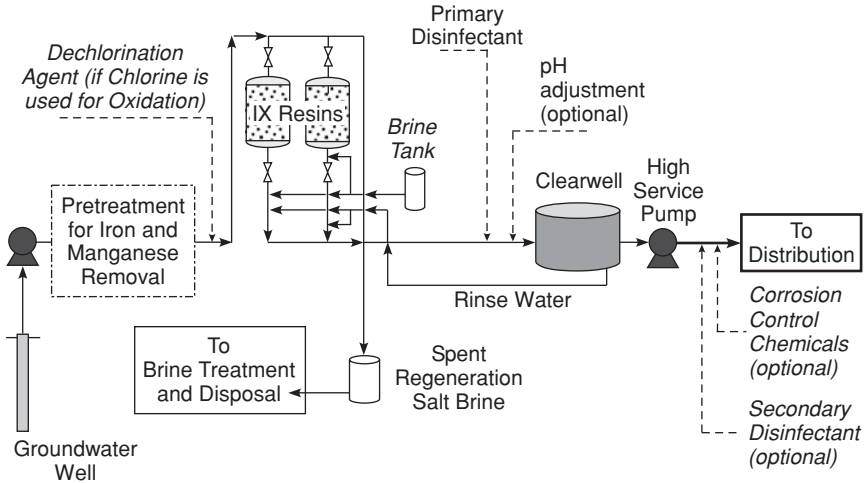 Dechlorination
Agent (if Chlorine is
used for Oxidation)
Primary
Disinfectant
pH
adjustment
(optional)
IX Resins
Brine
Tank
Clearwell
High
Service
Pump
Pretreatment
for Iron and
Manganese
Removal
To
Distribution
Rinse Water
Corrosion
Control
Chemicals
(optional)
To
Brine Treatment
and Disposal
Spent
Regeneration
Salt Brine
Secondary
Disinfectant
(optional)
Groundwater
Well